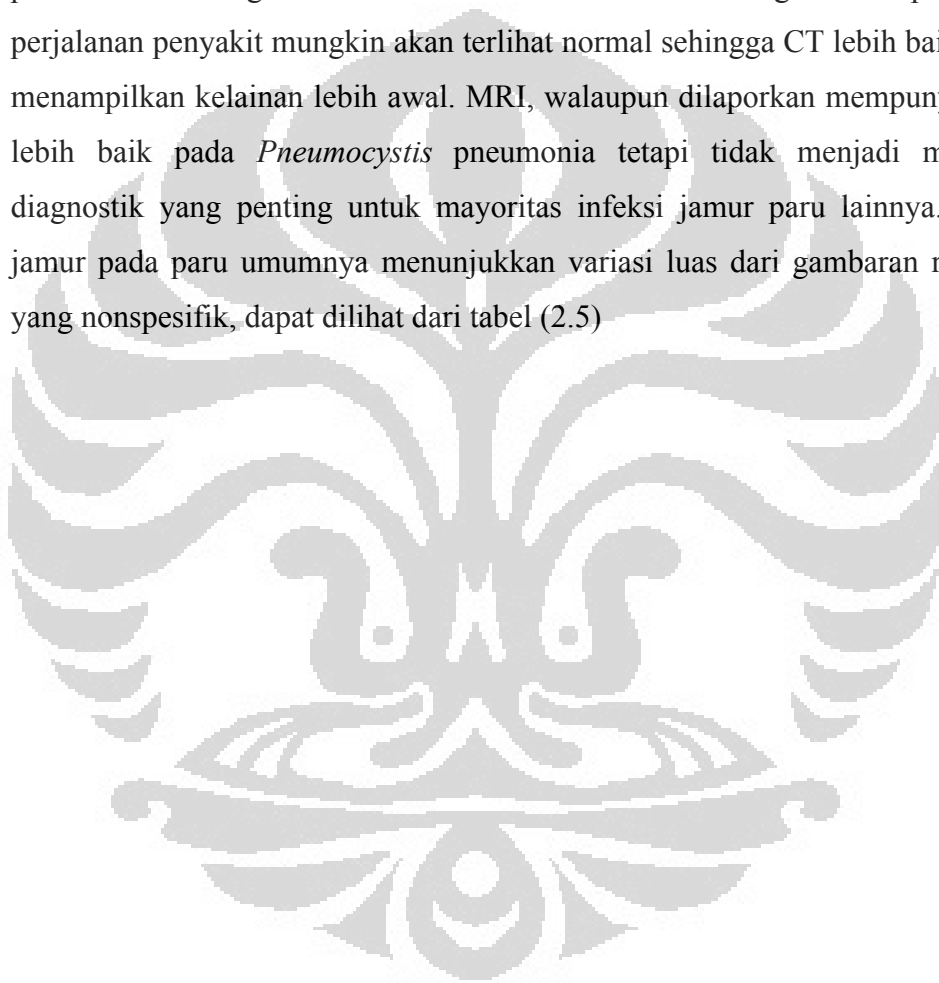 perjalanan penyakit mungkin akan terlihat normal sehingga CT lebih
menampilkan kelainan lebih awal. MRI, walaupun dilaporkan
lebih baik pada Pneumocystis pneumonia tetapi tidak menjadi
diagnostik yang penting untuk mayoritas infeksi jamur paru lainnya.
jamur pada paru umumnya menunjukkan variasi luas dari gambaran
yang nonspesifik, dapat dilihat dari tabel (2.5)